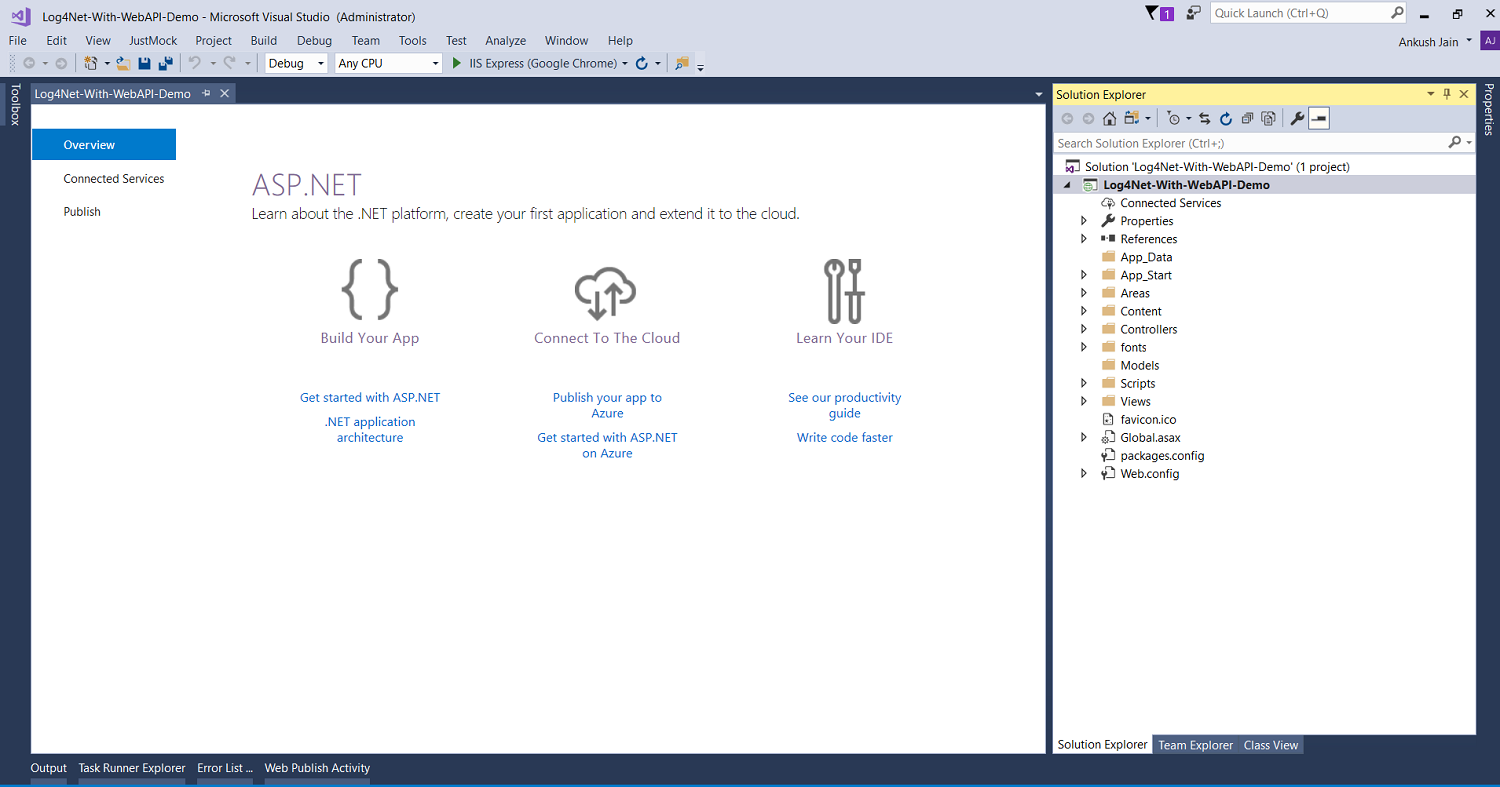 Log4Net-With-WebAPI-Demo - Microsoft Visual Studio (Administrator)
1
Quick Launch (Ctrl+Q)
File Edit View JustMock Project Build Debug Team Tools Test Analyze Window Help
Ankush Jain AJ
Debug Any CPU IIS Express (Google Chrome)
Toolbox
Log4Net-With-WebAPI-Demo
Overview
Connected Services
Publish
ASP.NET
Learn about the .NET platform, create your first application and extend it to the cloud.
Build Your App
Get started with ASP.NET
.NET application
architecture
Connect To The Cloud
Publish your app to
Azure
Get started with ASP.NET
on Azure
Learn Your IDE
See our productivity
guide
Write code faster
Solution Explorer
Search Solution Explorer (Ctrl+;)
Solution 'Log4Net-With-WebAPI-Demo' (1 project)
Log4Net-With-WebAPI-Demo
Connected Services
Properties
References
App_Data
App_Start
Areas
Content
Controllers
fonts
Models
Scripts
Views
favicon.ico
Global.asax
packages.config
Web.config
Solution Explorer Team Explorer Class View
Properties
Output Task Runner Explorer Error List ... Web Publish Activity